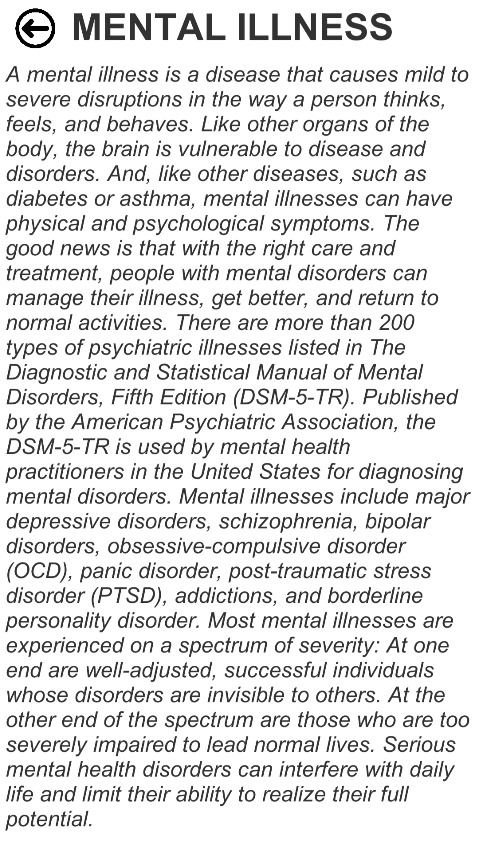 MENTAL ILLNESS
A mental illness is a disease that causes mild to
severe disruptions in the way a person thinks,
feels, and behaves. Like other organs of the
body, the brain is vulnerable to disease and
disorders. And, like other diseases, such as
diabetes or asthma, mental illnesses can have
physical and psychological symptoms. The
good news is that with the right care and
treatment, people with mental disorders can
manage their illness, get better, and return to
normal activities. There are more than 200
types of psychiatric illnesses listed in The
Diagnostic and Statistical Manual of Mental
Disorders, Fifth Edition (DSM-5-TR). Published
by the American Psychiatric Association, the
DSM-5-TR is used by mental health
practitioners in the United States for diagnosing
mental disorders. Mental illnesses include major
depressive disorders, schizophrenia, bipolar
disorders, obsessive-compulsive disorder
(OCD), panic disorder, post-traumatic stress
disorder (PTSD), addictions, and borderline
personality disorder. Most mental illnesses are
experienced on a spectrum of severity: At one
end are well-adjusted, successful individuals
whose disorders are invisible to others. At the
other end of the spectrum are those who are too
severely impaired to lead normal lives. Serious
mental health disorders can interfere with daily
life and limit their ability to realize their full
potential.